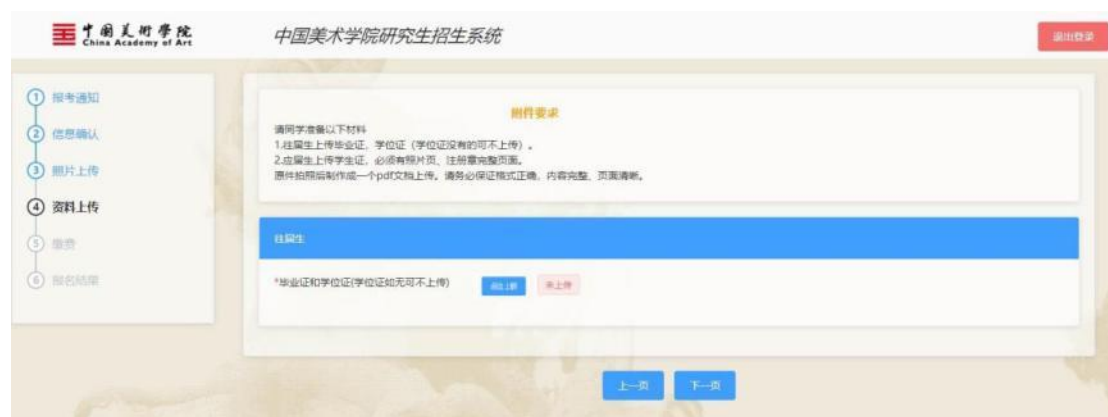 中国美术学院
China Academy of Art
中国美术学院研究生招生系统
退出登录
1 报考通知
2 信息确认
3 照片上传
4 资料上传
5 缴费
6 报名结果
附件要求
请同学准备以下材料
1.往届生上传毕业证，学位证（学位证没有的可不上传）。
2.应届生上传学生证，必须有照片页、注册章完整页面。
原件拍照后制作成一个pdf文档上传。请务必保证格式正确，内容完整，页面清晰。
往届生
*毕业证和学位证(学位证如无可不上传) 点击上传 未上传
上一页 下一页